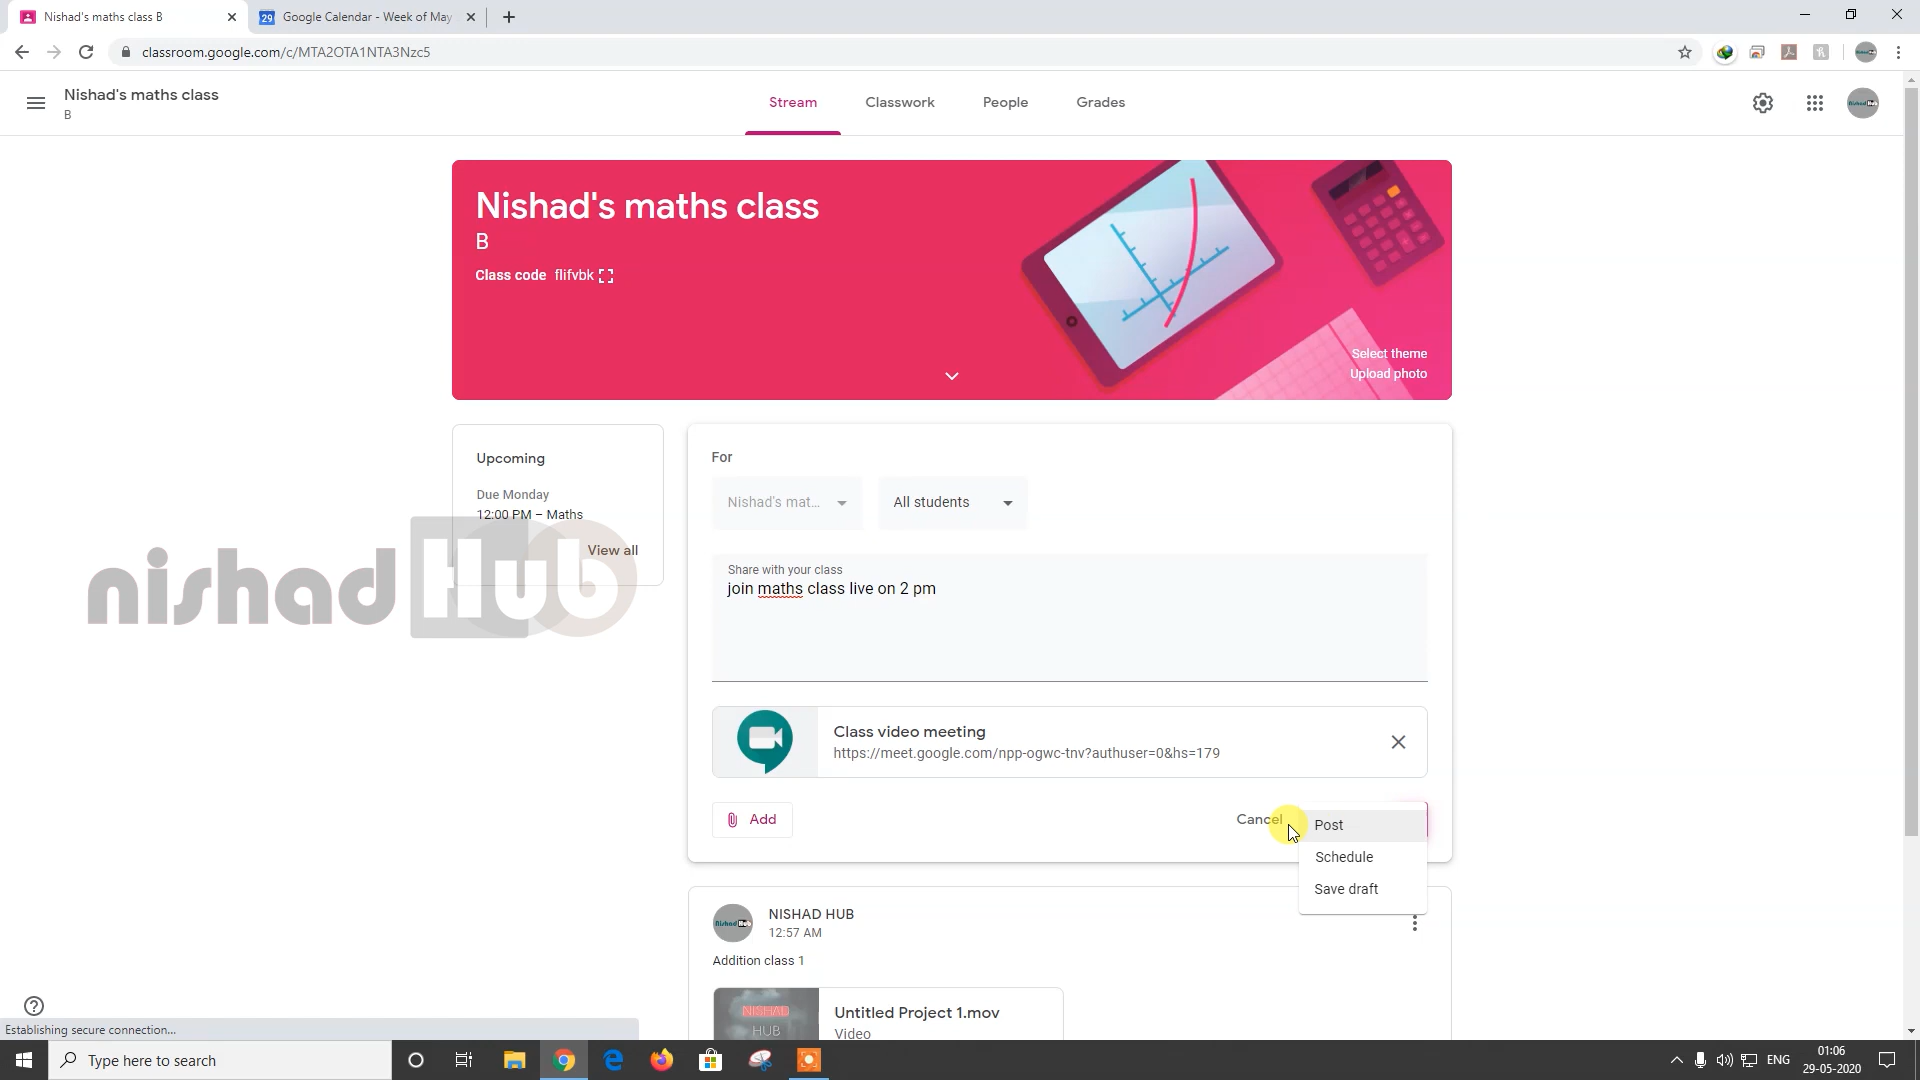 Nishad's maths class B
Google Calendar - Week of May
classroom.google.com/c/MTA2OTA1NTA3Nzc5
Nishad's maths class
B
Stream
Classwork
People
Grades
Nishad's maths class
B
Class code flifvbk
Select theme
Upload photo
Upcoming
Due Monday
12:00 PM – Maths
View all
nishadHub
For
Nishad's mat...
All students
Share with your class
join maths class live on 2 pm
Class video meeting
https://meet.google.com/npp-ogwc-tnv?authuser=0&hs=179
Add
Cancel
Post
Schedule
Save draft
NISHAD HUB
12:57 AM
Addition class 1
NISHAD
HUB
Untitled Project 1.mov
Video
Establishing secure connection...
Type here to search
ENG
01:06
29-05-2020